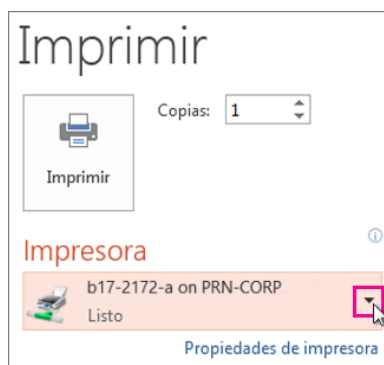 Imprimir
Copias: 1
Imprimir
Impresora
b17-2172-a on PRN-CORP
Listo
Propiedades de impresora